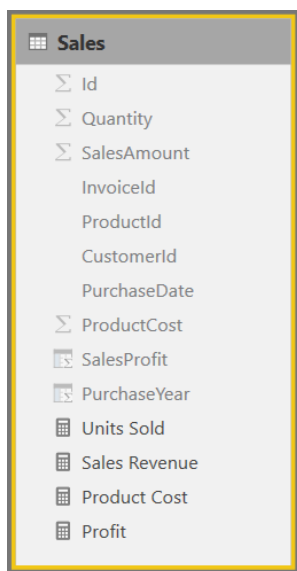 Sales
Id
Quantity
SalesAmount
InvoiceId
ProductId
CustomerId
PurchaseDate
ProductCost
SalesProfit
PurchaseYear
Units Sold
Sales Revenue
Product Cost
Profit